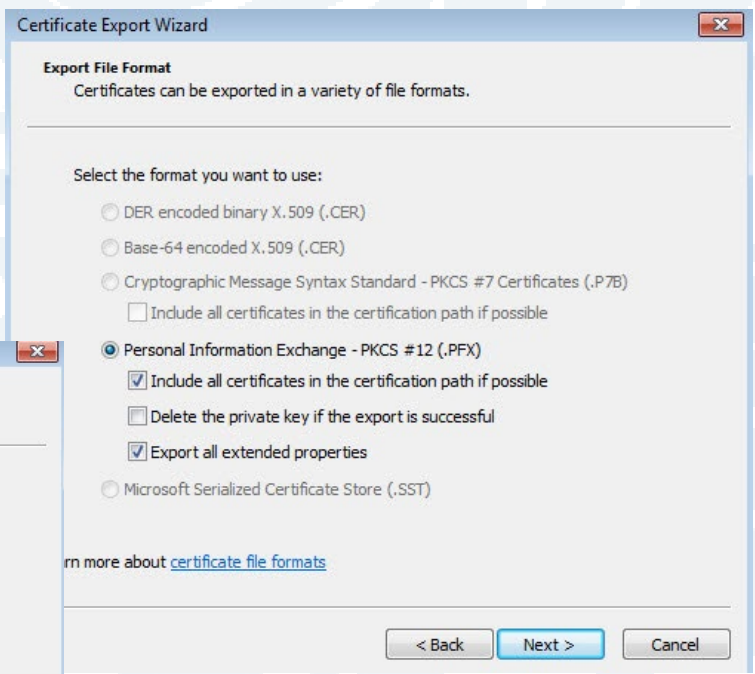 Certificate Export Wizard
Export File Format
Certificates can be exported in a variety of file formats.
Select the format you want to use:
DER encoded binary X.509 (.CER)
Base-64 encoded X.509 (.CER)
Cryptographic Message Syntax Standard - PKCS #7 Certificates (.P7B)
Include all certificates in the certification path if possible
Personal Information Exchange - PKCS #12 (.PFX)
Include all certificates in the certification path if possible
Delete the private key if the export is successful
Export all extended properties
Microsoft Serialized Certificate Store (.SST)
rn more about certificate file formats
< Back Next > Cancel